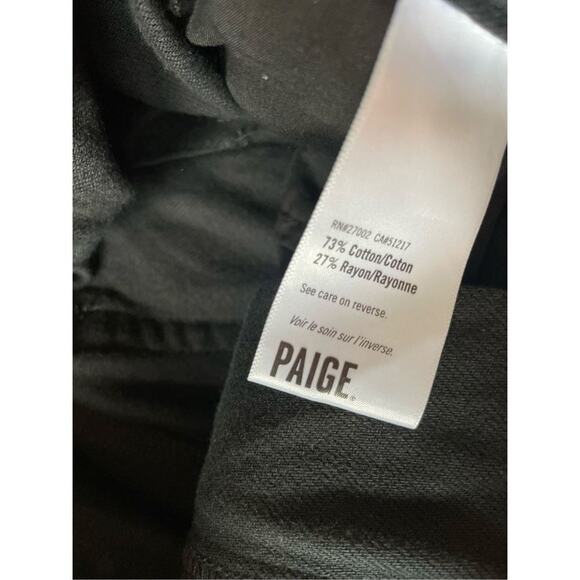 RN#27002 CA#51217
73% Cotton/Coton
27% Rayon/Rayonne
See care on reverse.
Voir le soin sur l'inverse.
PAIGE®